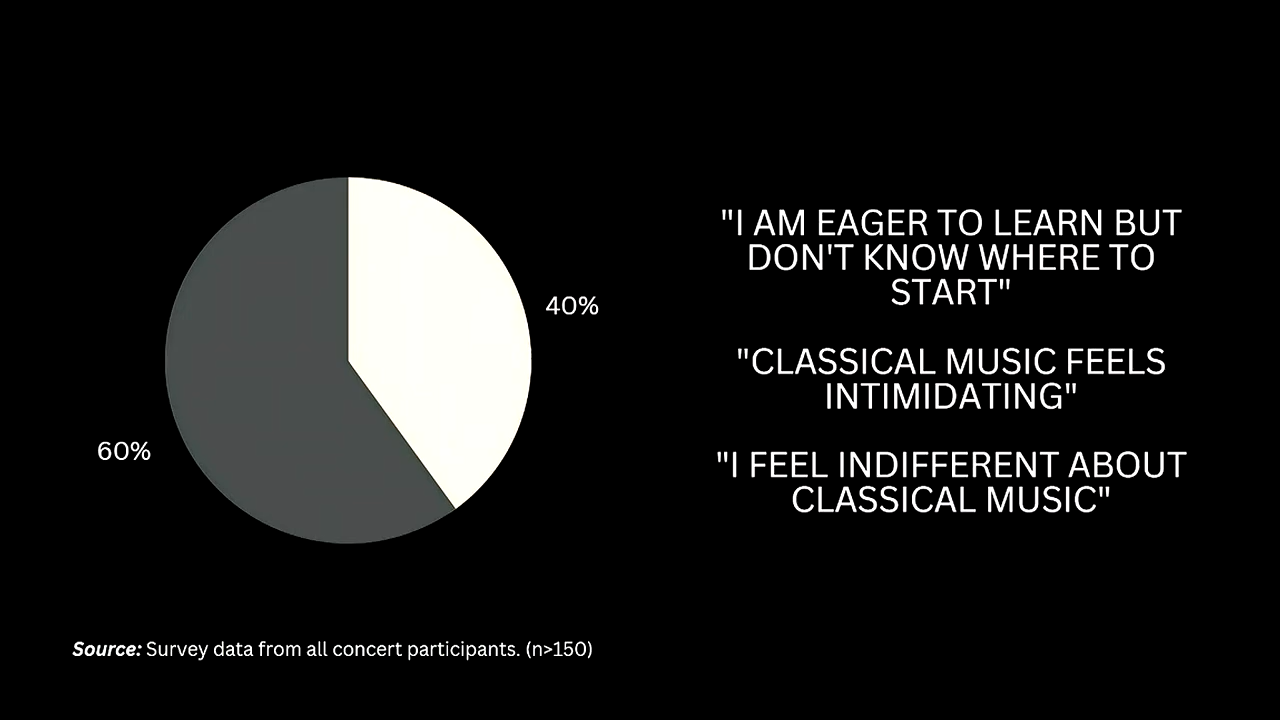 40%
60%
"I AM EAGER TO LEARN BUT
DON'T KNOW WHERE TO
START"
"CLASSICAL MUSIC FEELS
INTIMIDATING"
"I FEEL INDIFFERENT ABOUT
CLASSICAL MUSIC"
Source: Survey data from all concert participants. (n>150)